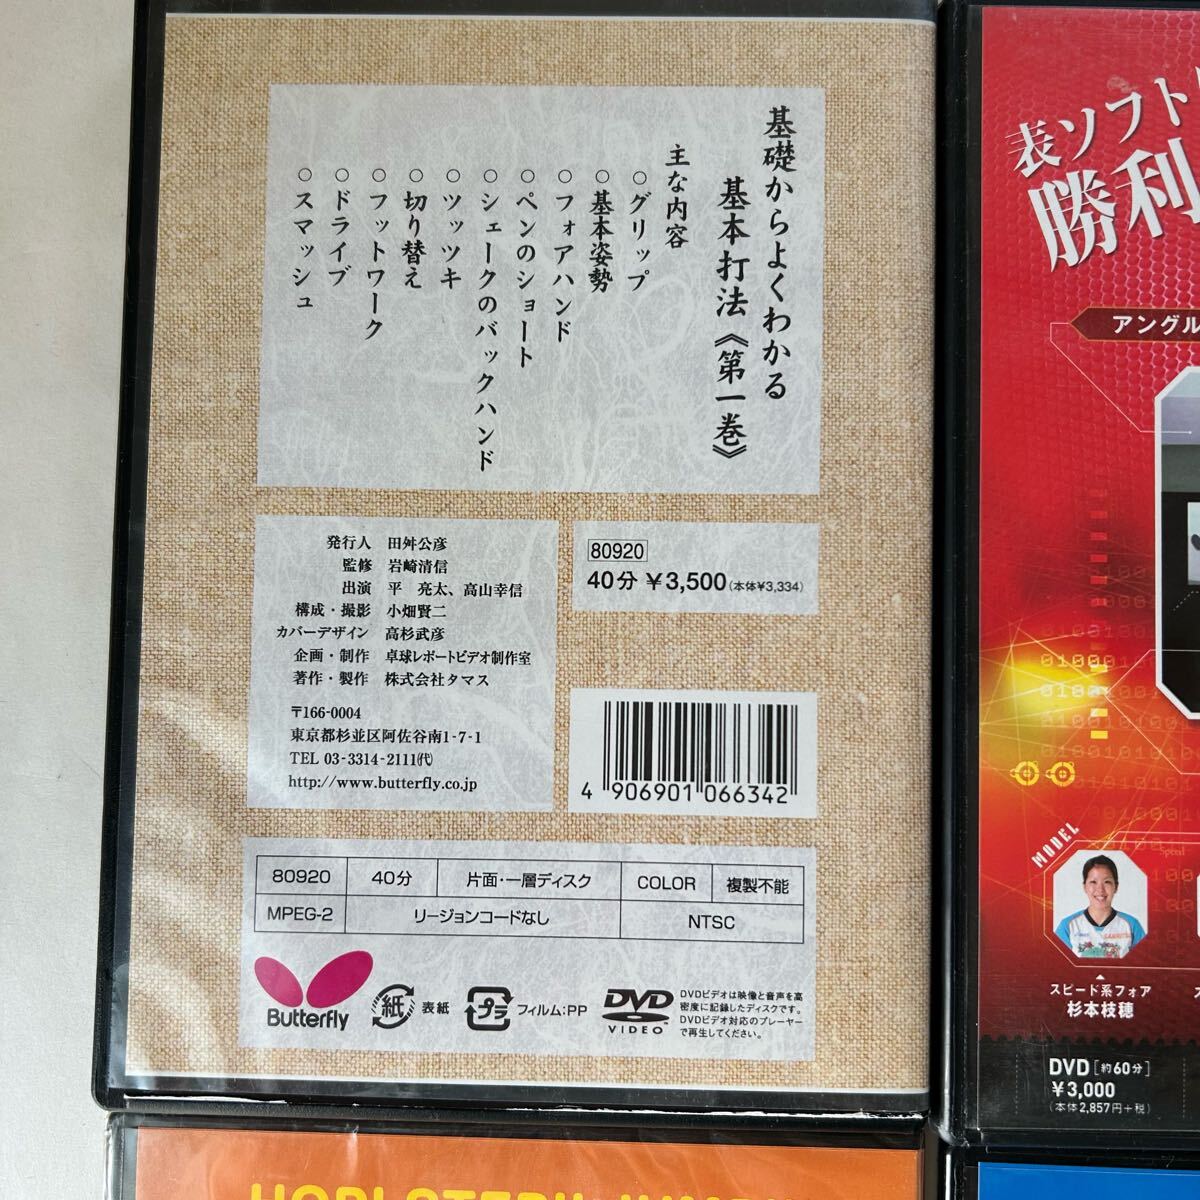 基礎からよくわかる
基本打法《第一巻》
主な内容
○グリップ
○基本姿勢
○フォアハンド
○ペンのショート
○シェークのバックハンド
○ツッツキ
○切り替え
○フットワーク
○ドライブ
○スマッシュ
発行人 田舛公彦
監修 岩崎清信
出演 平 亮太、高山幸信
構成・撮影 小畑賢二
カバーデザイン 高杉武彦
企画・制作 卓球レポートビデオ制作室
著作・製作 株式会社タマス
〒166-0004
東京都杉並区阿佐谷南1-7-1
TEL 03-3314-2111㈹
http://www.butterfly.co.jp
80920
40分 ¥3,500(本体¥3,334)
4 906901 066342
80920 40分 片面・一層ディスク COLOR 複製不能
MPEG-2 リージョンコードなし NTSC
Butterfly
紙 表紙
プラ フィルム:PP
DVD
VIDEO
DVDビデオは映像と音声を高
密度に記録したディスクです。
DVDビデオ対応のプレーヤー
で再生してください。
表ソフト
勝利
アングル
MODEL
スピード系フォア
杉本枝穂
DVD [約60分]
¥3,000
(本体2,857円+税)